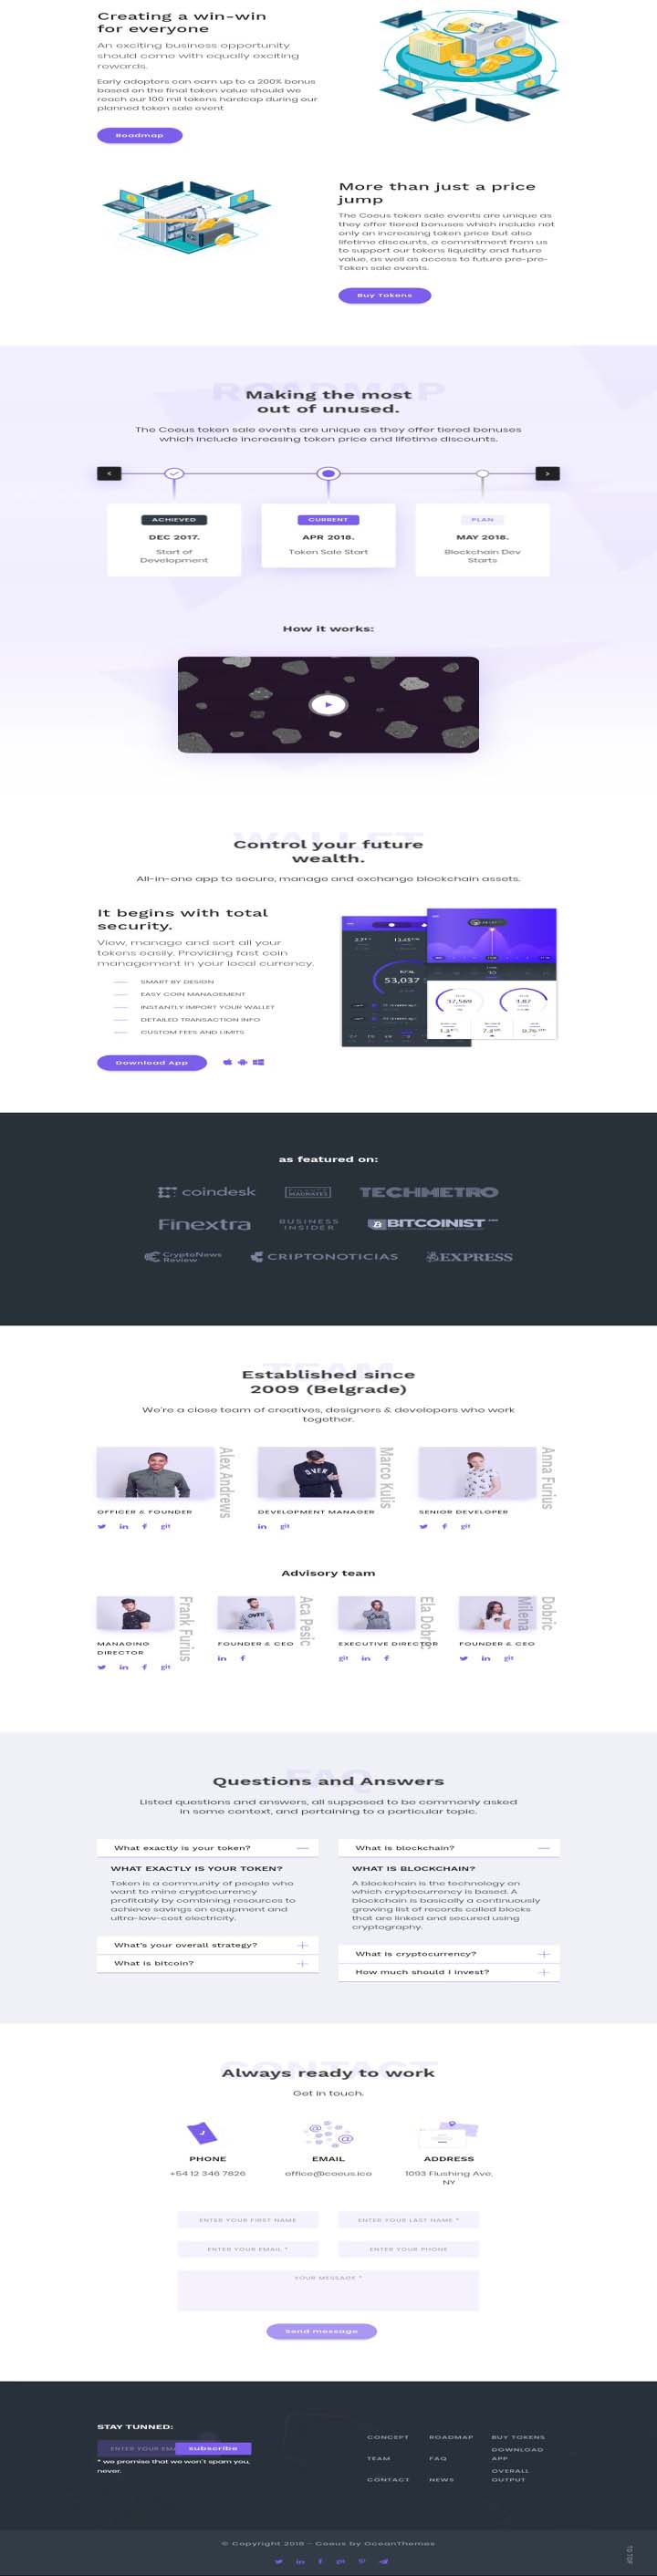 Creating a win-win
for everyone
An exciting business opportunity
should come with equally exciting
rewards.
Early adopters can earn up to a 200% bonus
based on the final token value should we
reach our 100 mil tokens hardcap during our
planned token sale event
Roadmap
More than just a price
jump
The Coeus token sale events are unique as
they offer tiered bonuses which include not
only an increasing token price but also
lifetime discounts, a commitment from us
to support our tokens liquidity and future
value, as well as access to future pre-pre-
Token sale events.
Buy Tokens
ROADMAP
Making the most
out of unused.
The Coeus token sale events are unique as they offer tiered bonuses
which include increasing token price and lifetime discounts.
< >
ACHIEVED
DEC 2017.
Start of
Development
CURRENT
APR 2018.
Token Sale Start
PLAN
MAY 2018.
Blockchain Dev
Starts
How it works:
WALLET
Control your future
wealth.
All-in-one app to secure, manage and exchange blockchain assets.
It begins with total
security.
View, manage and sort all your
tokens easily. Providing fast coin
management in your local currency.
SMART BY DESIGN
EASY COIN MANAGEMENT
INSTANTLY IMPORT YOUR WALLET
DETAILED TRANSACTION INFO
CUSTOM FEES AND LIMITS
Download App
53,037
37,589
3.87
as featured on:
coindesk
MAGNATES
TECHMETRO
Finextra
BUSINESS
INSIDER
BITCOINIST
CryptoNews
Review
CRIPTONOTICIAS
EXPRESS
TEAM
Established since
2009 (Belgrade)
We're a close team of creatives, designers & developers who work
together.
Alex Andrews
OFFICER & FOUNDER
in f git
Marco Kulis
DEVELOPMENT MANAGER
in git
Anna Furius
SENIOR DEVELOPER
f git
Advisory team
Frank Furius
MANAGING
DIRECTOR
in f git
Aca Pesic
FOUNDER & CEO
in f
Ela Dobric
EXECUTIVE DIRECTOR
git in f
Milena
Dobric
FOUNDER & CEO
in git
FAQ
Questions and Answers
Listed questions and answers, all supposed to be commonly asked
in some context, and pertaining to a particular topic.
What exactly is your token?
WHAT EXACTLY IS YOUR TOKEN?
Token is a community of people who
want to mine cryptocurrency
profitably by combining resources to
achieve savings on equipment and
ultra-low-cost electricity.
What's your overall strategy?
What is bitcoin?
What is blockchain?
WHAT IS BLOCKCHAIN?
A blockchain is the technology on
which cryptocurrency is based. A
blockchain is basically a continuously
growing list of records called blocks
that are linked and secured using
cryptography.
What is cryptocurrency?
How much should I invest?
CONTACT
Always ready to work
Get in touch.
PHONE
+54 12 346 7826
EMAIL
office@coeus.ico
ADDRESS
1093 Flushing Ave,
NY
ENTER YOUR FIRST NAME
ENTER YOUR LAST NAME *
ENTER YOUR EMAIL *
ENTER YOUR PHONE
YOUR MESSAGE *
Send message
STAY TUNNED:
ENTER YOUR EMA
subscribe
* we promise that we won't spam you,
never.
CONCEPT ROADMAP BUY TOKENS
TEAM FAQ DOWNLOAD
APP
CONTACT NEWS OVERALL
OUTPUT
© Copyright 2018 - Coeus by OceanThemes
TO TOP